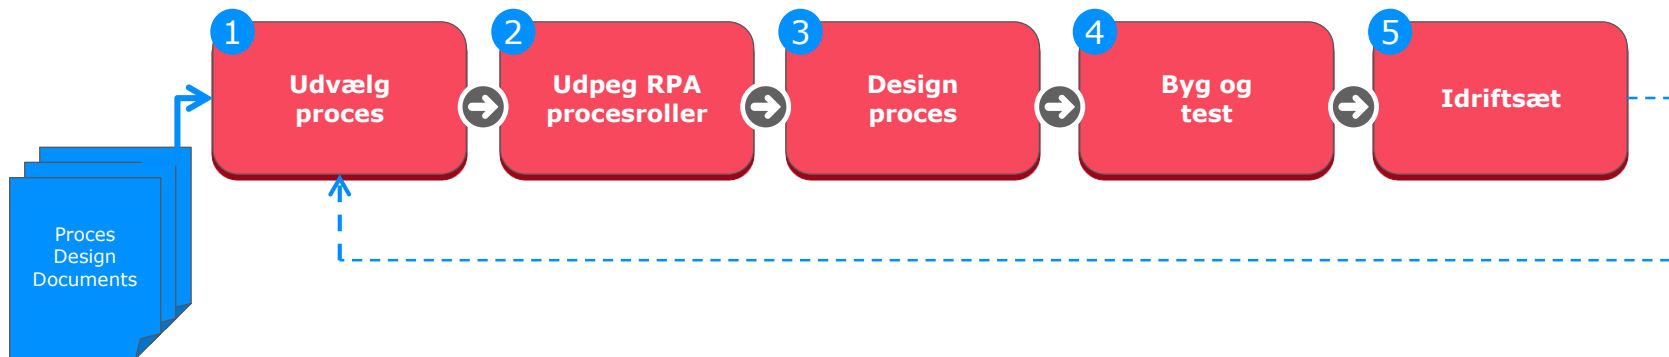 1
Udvælg
proces
2
Udpeg RPA
procesroller
3
Design
proces
4
Byg og
test
5
Idriftsæt
Proces
Design
Documents